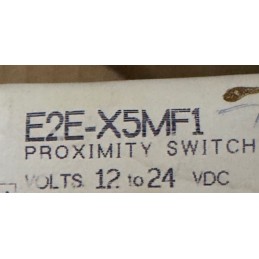 E2E-X5MF1
PROXIMITY SWITCH
VOLTS 12 to 24 VDC